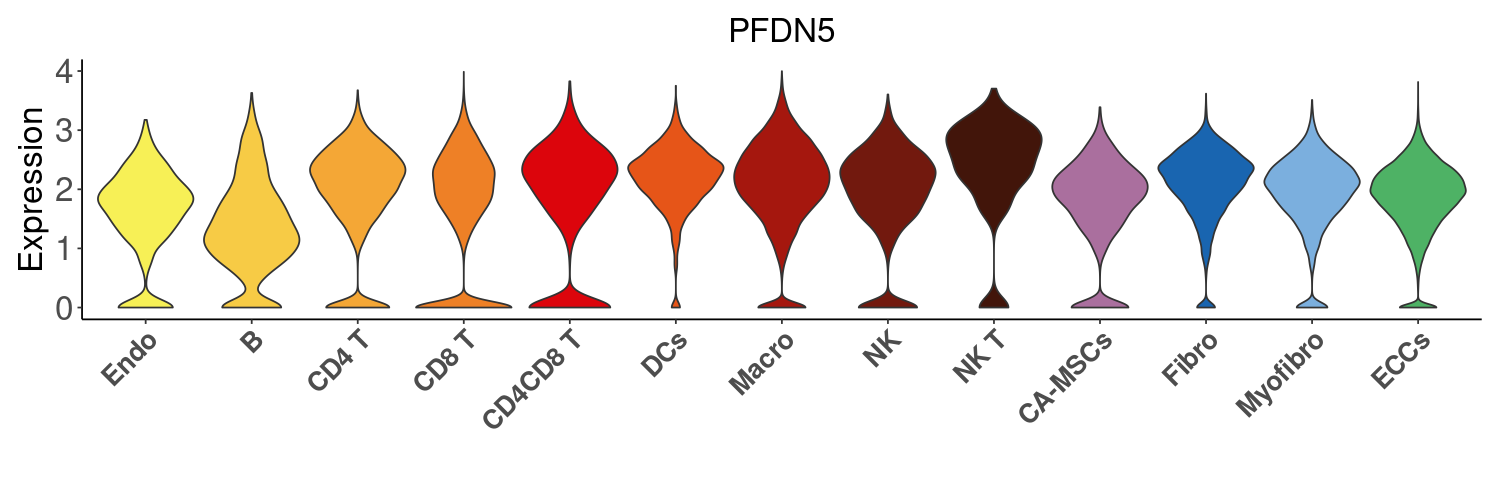 PFDN5
Expression
4
3
2
1
0
Endo
B
CD4 T
CD8 T
CD4CD8 T
DCs
Macro
NK
NK T
CA-MSCs
Fibro
Myofibro
ECCs